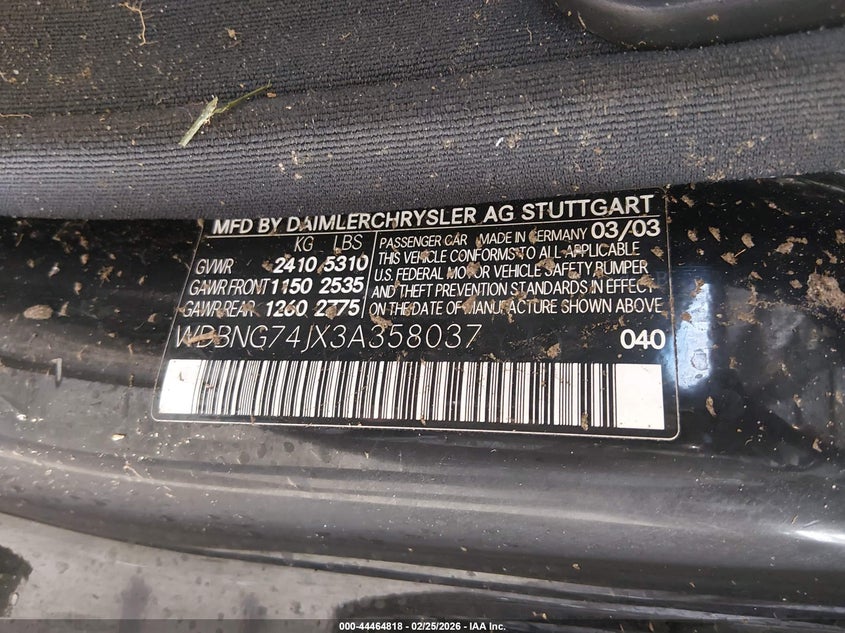 MFD BY DAIMLERCHRYSLER AG STUTTGART
KG LBS
GVWR 2410 5310
GAWR FRONT 1150 2535
GAWR REAR 1260 2775
PASSENGER CAR MADE IN GERMANY 03/03
THIS VEHICLE CONFORMS TO ALL APPLICABLE
U.S. FEDERAL MOTOR VEHICLE SAFETY BUMPER
AND THEFT PREVENTION STANDARDS IN EFFECT
ON THE DATE OF MANUFACTURE SHOWN ABOVE
WDBNG74JX3A358037 040
000-44464818 - 02/25/2026 - IAA Inc.